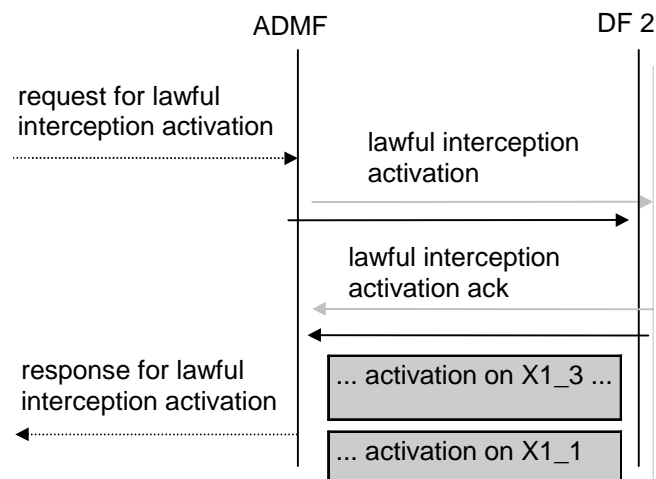 ADMF
DF 2
request for lawful
interception activation
lawful interception
activation
lawful interception
activation ack
response for lawful
interception activation
... activation on X1_3 ...
... activation on X1_1